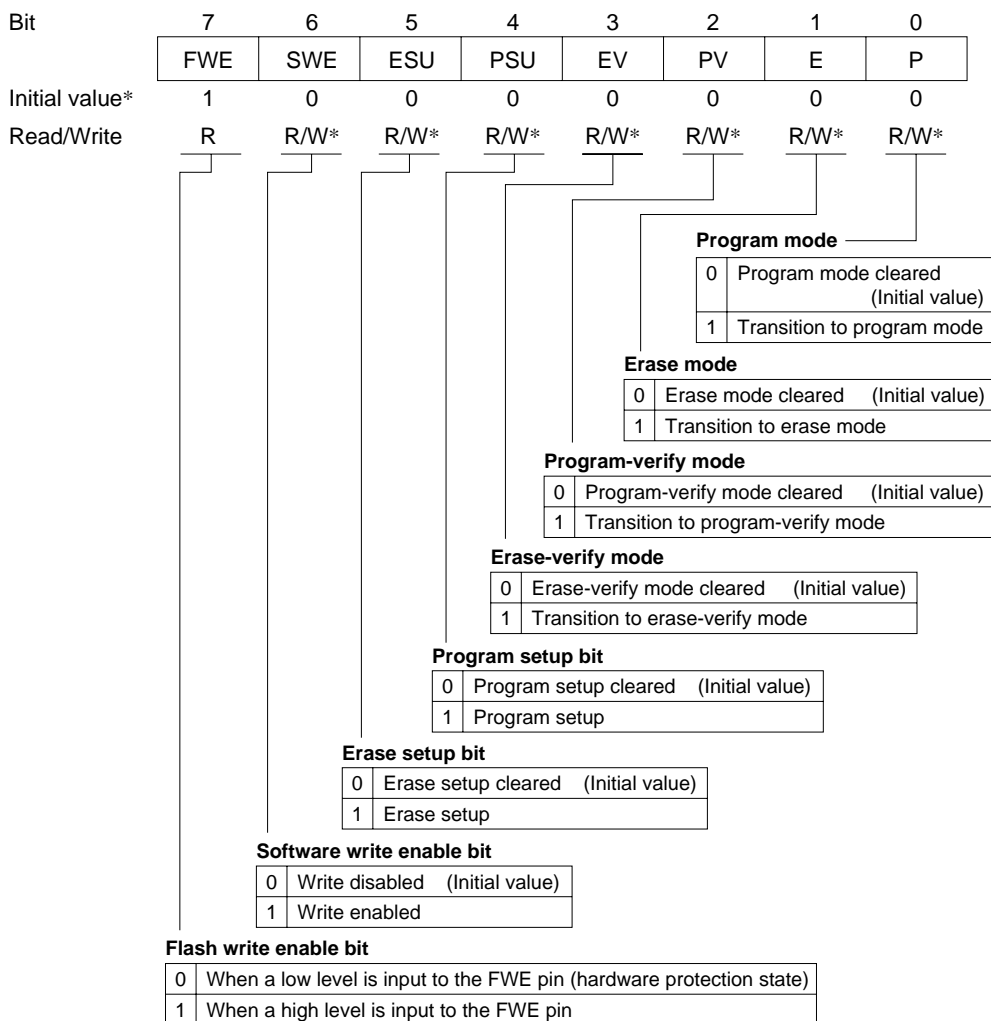 Bit 7 6 5 4 3 2 1 0
FWE SWE ESU PSU EV PV E P
Initial value* 1 0 0 0 0 0 0 0
Read/Write R R/W* R/W* R/W* R/W* R/W* R/W* R/W*
Program mode
0 Program mode cleared
(Initial value)
1 Transition to program mode
Erase mode
0 Erase mode cleared (Initial value)
1 Transition to erase mode
Program-verify mode
0 Program-verify mode cleared (Initial value)
1 Transition to program-verify mode
Erase-verify mode
0 Erase-verify mode cleared (Initial value)
1 Transition to erase-verify mode
Program setup bit
0 Program setup cleared (Initial value)
1 Program setup
Erase setup bit
0 Erase setup cleared (Initial value)
1 Erase setup
Software write enable bit
0 Write disabled (Initial value)
1 Write enabled
Flash write enable bit
0 When a low level is input to the FWE pin (hardware protection state)
1 When a high level is input to the FWE pin